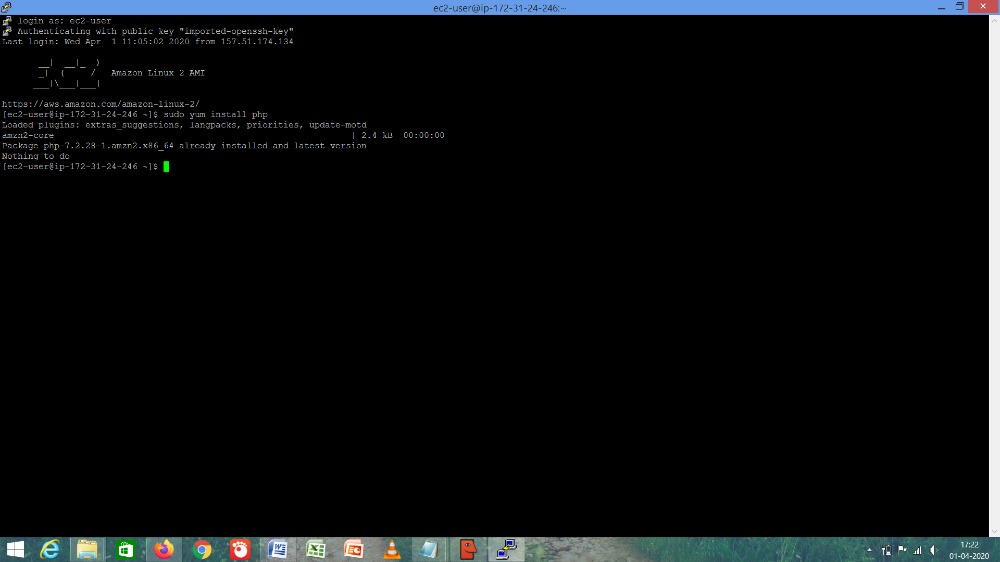 ec2-user@ip-172-31-24-246:~
login as: ec2-user
Authenticating with public key "imported-openssh-key"
Last login: Wed Apr  1 11:05:02 2020 from 157.51.174.134
       __|  __|_  )
       _|  (     /   Amazon Linux 2 AMI
      ___|\___|___|
https://aws.amazon.com/amazon-linux-2/
[ec2-user@ip-172-31-24-246 ~]$ sudo yum install php
Loaded plugins: extras_suggestions, langpacks, priorities, update-motd
amzn2-core                                                         | 2.4 kB  00:00:00
Package php-7.2.28-1.amzn2.x86_64 already installed and latest version
Nothing to do
[ec2-user@ip-172-31-24-246 ~]$
17:22
01-04-2020